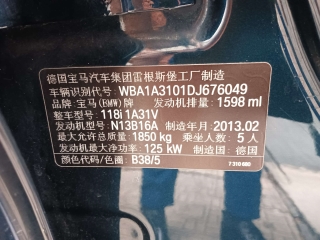 德国宝马汽车集团雷根斯堡工厂制造
车辆识别代号: WBA1A3101DJ676049
品牌: 宝马(BMW)牌 发动机排量: 1598 ml
整车型号: 118i 1A31V
发动机型号: N13B16A 制造年月: 2013.02
最大允许总质量: 1850 kg 乘坐人数: 5 人
发动机最大净功率: 125 kW 制造国: 德国
颜色代码/色圈: B38/5